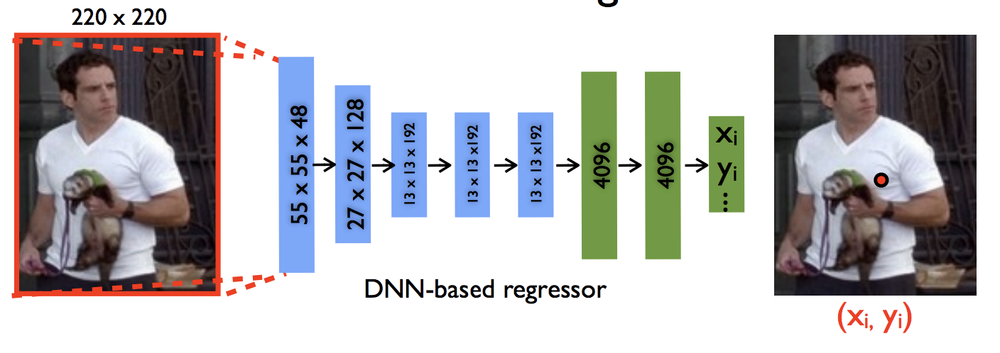 220 x 220
55 x 55 x 48
27 x 27 x 128
13 x 13 x 192
13 x 13 x192
13 x 13 x192
4096
4096
xi
yi
...
DNN-based regressor
(xi, yi)